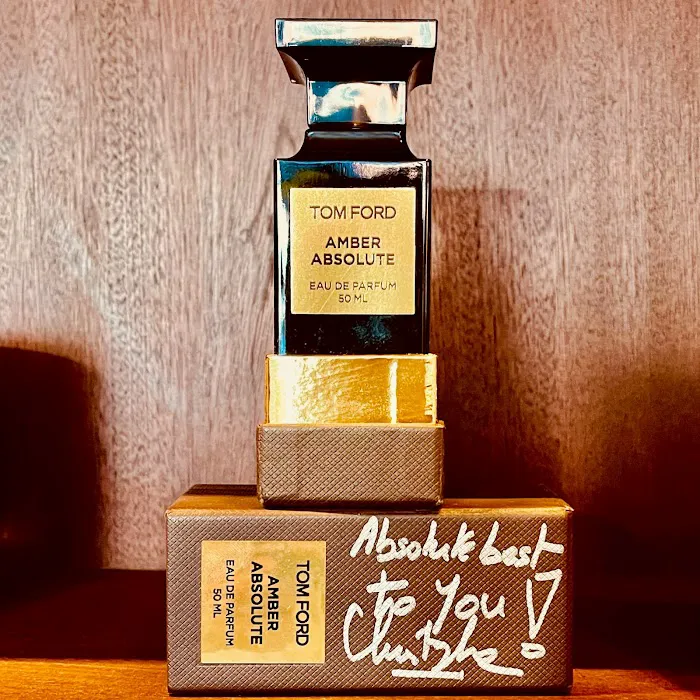 TOM FORD
AMBER
ABSOLUTE
EAU DE PARFUM
50 ML
TOM FORD
AMBER
ABSOLUTE
EAU DE PARFUM
50 ML
Absolute best
to you!